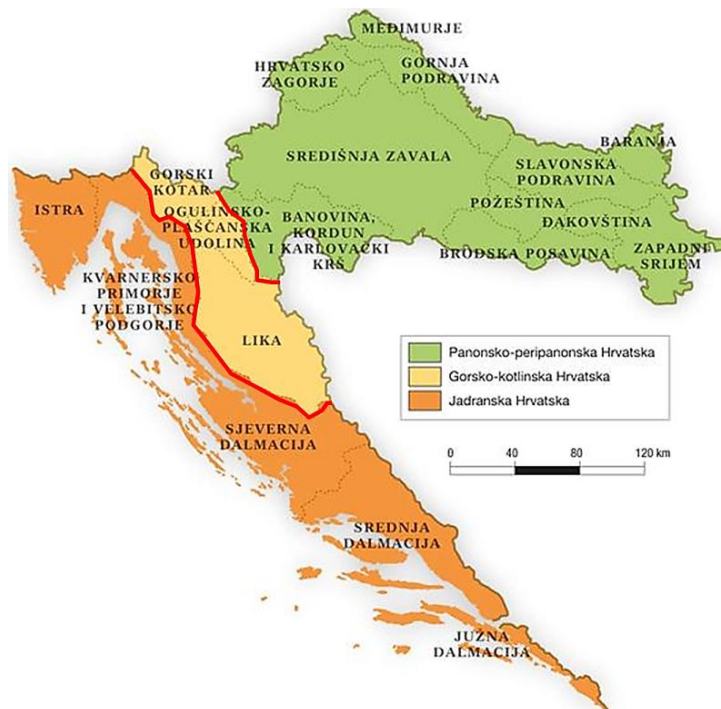 MEĐIMURJE
HRVATSKO
ZAGORJE
GORNJA
PODRAVINA
SREDIŠNJA ZAVALA
BARANJA
SLAVONSKA
PODRAVINA
POŽEŠTINA
ĐAKOVŠTINA
BRODSKA POSAVINA
ZAPADNI
SRIJEM
GORSKI
KOTAR
OGULINSKO-
PLAŠČANSKA
UDOLINA
BANOVINA,
KORDUN
I KARLOVAČKI
KRŠ
ISTRA
KVARNERSKO
PRIMORJE
I VELEBITSKO
PODGORJE
LIKA
SJEVERNA
DALMACIJA
SREDNJA
DALMACIJA
JUŽNA
DALMACIJA
Panonsko-peripanonska Hrvatska
Gorsko-kotlinska Hrvatska
Jadranska Hrvatska
0 40 80 120 km